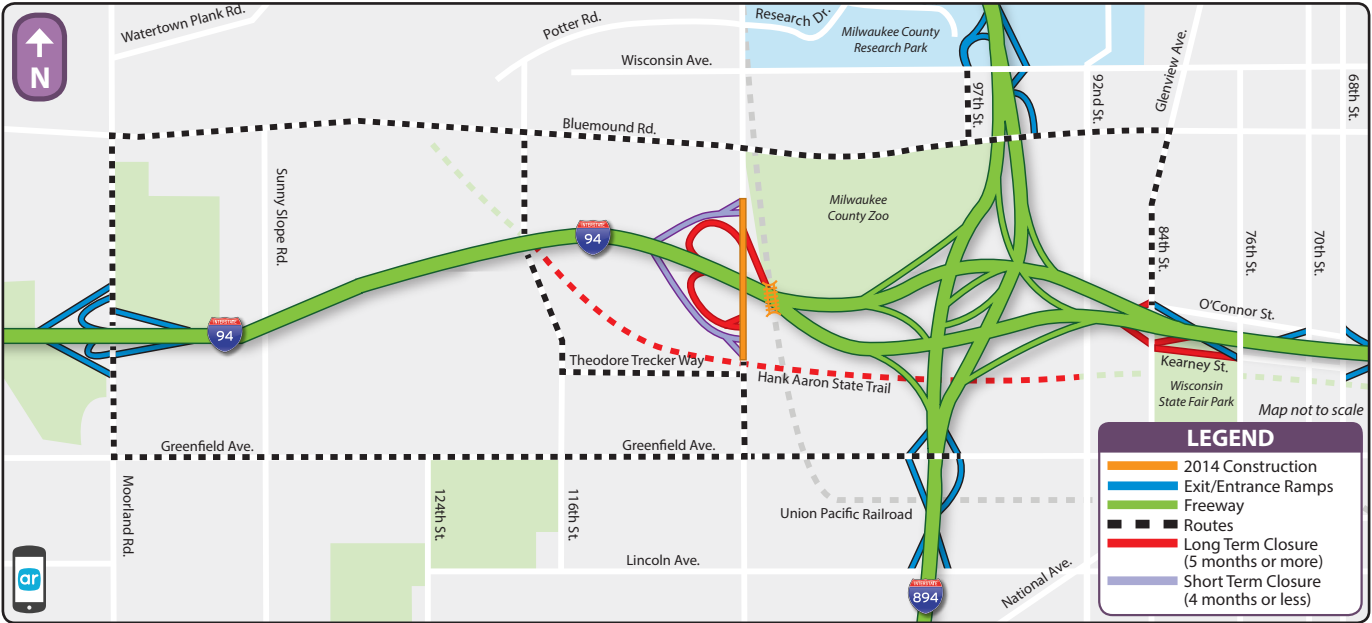 Watertown Plank Rd.
Potter Rd.
Research Dr.
Milwaukee County
Research Park
Glenview Ave.
N
Wisconsin Ave.
97th St.
92nd St.
68th St.
Bluemound Rd.
Sunny Slope Rd.
Milwaukee
County Zoo
84th St.
76th St.
70th St.
INTERSTATE
94
INTERSTATE
94
O'Connor St.
Theodore Trecker Way
Kearney St.
Hank Aaron State Trail
Wisconsin
State Fair Park
Map not to scale
Greenfield Ave.
Greenfield Ave.
Moorland Rd.
124th St.
116th St.
Union Pacific Railroad
Lincoln Ave.
National Ave.
INTERSTATE
894
ar
LEGEND
2014 Construction
Exit/Entrance Ramps
Freeway
Routes
Long Term Closure
(5 months or more)
Short Term Closure
(4 months or less)